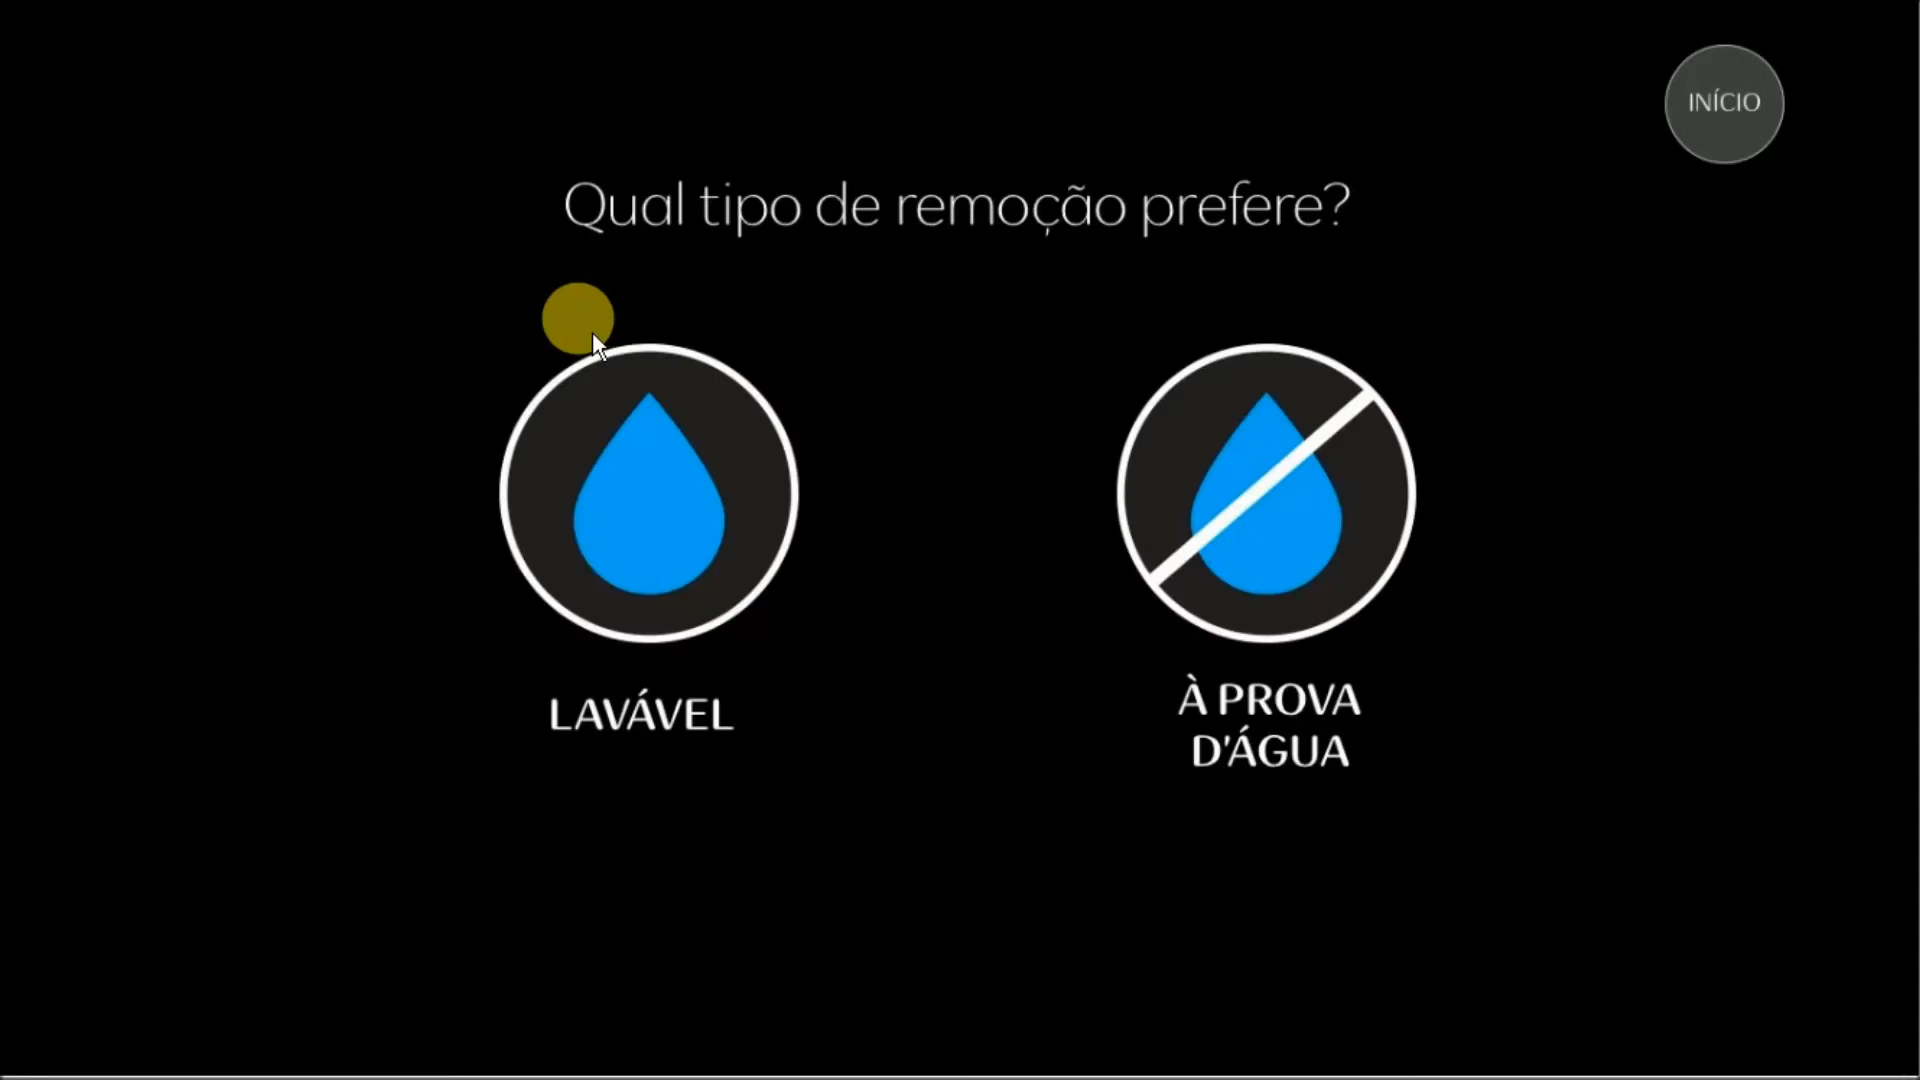 INÍCIO
Qual tipo de remoção prefere?
LAVÁVEL
À PROVA
D'ÁGUA